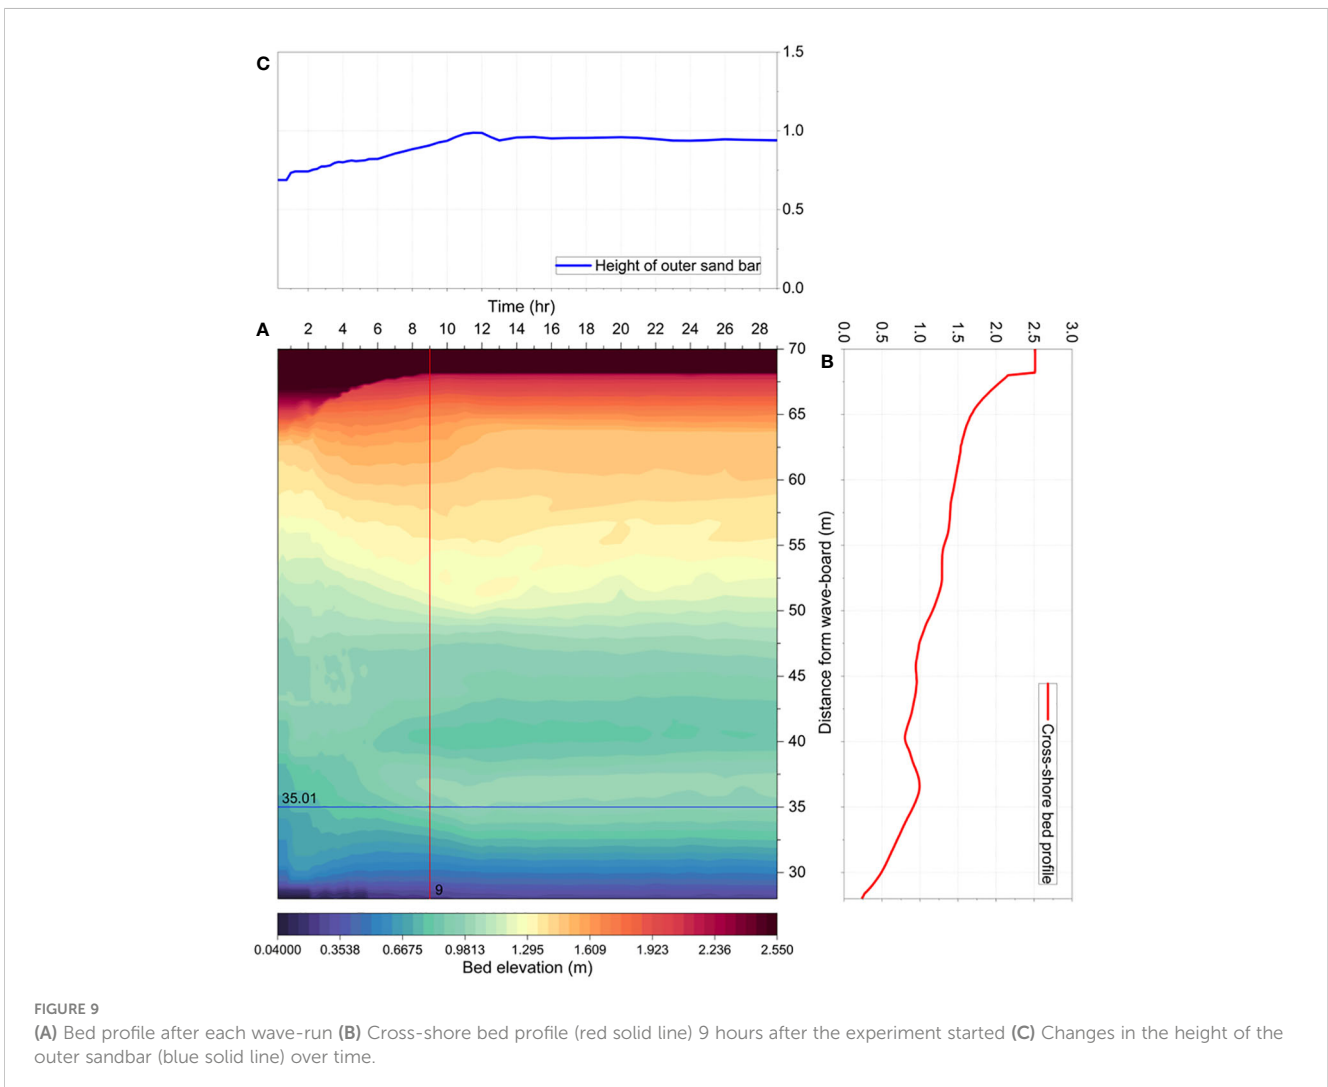 C
1.5
1.0
0.5
0.0
Height of outer sand bar
Time (hr)
A
2 4 6 8 10 12 14 16 18 20 22 24 26 28
70
65
60
55
50
45
40
35
30
35.01
9
B
0.0 0.5 1.0 1.5 2.0 2.5 3.0
Distance form wave-board (m)
Cross-shore bed profile
0.04000 0.3538 0.6675 0.9813 1.295 1.609 1.923 2.236 2.550
Bed elevation (m)
FIGURE 9
(A) Bed profile after each wave-run (B) Cross-shore bed profile (red solid line) 9 hours after the experiment started (C) Changes in the height of the
outer sandbar (blue solid line) over time.